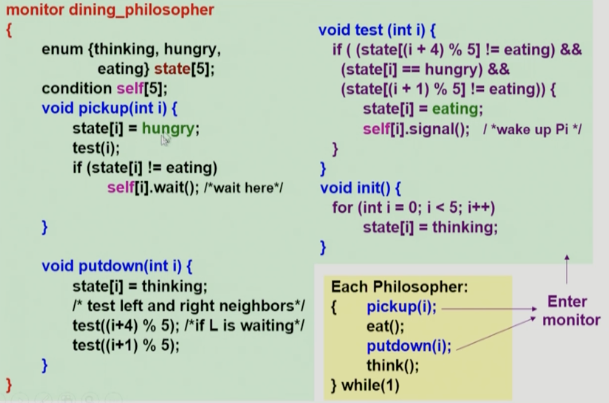 monitor dining_philosopher
{
enum {thinking, hungry,
eating} state[5];
condition self[5];
void pickup(int i) {
state[i] = hungry;
test(i);
if (state[i] != eating)
self[i].wait(); /*wait here*/
}
void putdown(int i) {
state[i] = thinking;
/* test left and right neighbors*/
test((i+4) % 5); /*if L is waiting*/
test((i+1) % 5);
}
}
void test (int i) {
if ( (state[(i + 4) % 5] != eating) &&
(state[i] == hungry) &&
(state[(i + 1) % 5] != eating)) {
state[i] = eating;
self[i].signal(); / *wake up Pi */
}
}
void init() {
for (int i = 0; i < 5; i++)
state[i] = thinking;
}
Each Philosopher:
{ pickup(i);
eat();
putdown(i);
think();
} while(1)
Enter
monitor